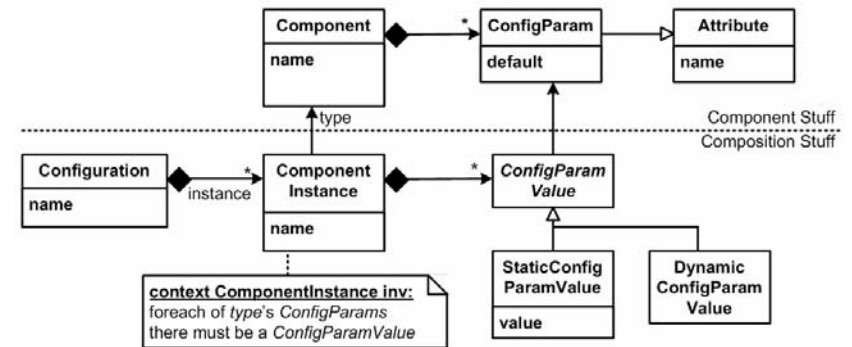 Component
*
ConfigParam
Attribute
name
default
name
type
Component Stuff
Composition Stuff
Configuration
*
instance
Component
Instance
*
ConfigParam
Value
name
name
StaticConfig
ParamValue
Dynamic
ConfigParam
Value
value
context ComponentInstance inv:
foreach of type's ConfigParams
there must be a ConfigParamValue